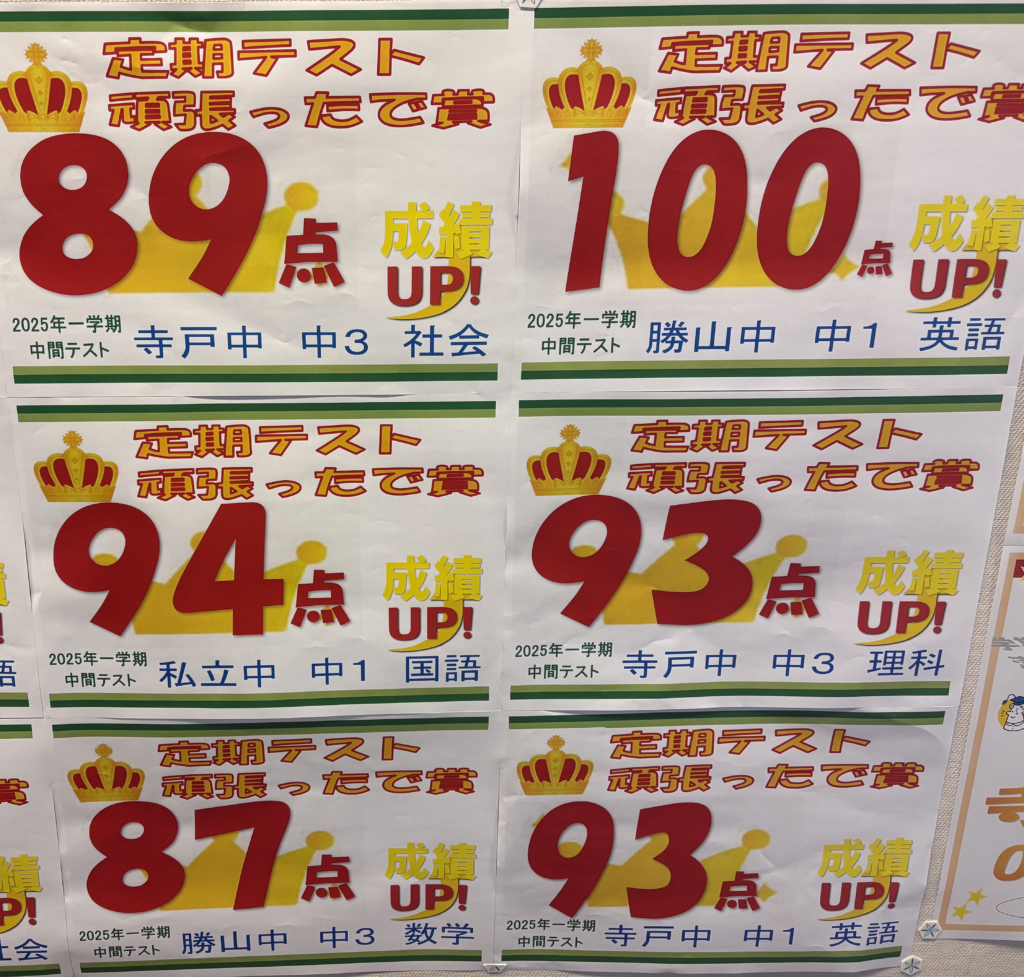 定期テスト
頑張ったで賞
89点
成績
UP!
2025年一学期
中間テスト
寺戸中 中3 社会
定期テスト
頑張ったで賞
100点
成績
UP!
2025年一学期
中間テスト
勝山中 中1 英語
定期テスト
頑張ったで賞
94点
成績
UP!
2025年一学期
中間テスト
私立中 中1 国語
定期テスト
頑張ったで賞
93点
成績
UP!
2025年一学期
中間テスト
寺戸中 中3 理科
定期テスト
頑張ったで賞
87点
成績
UP!
2025年一学期
中間テスト
勝山中 中3 数学
定期テスト
頑張ったで賞
93点
成績
UP!
2025年一学期
中間テスト
寺戸中 中1 英語
語
賞
績
P!
社会